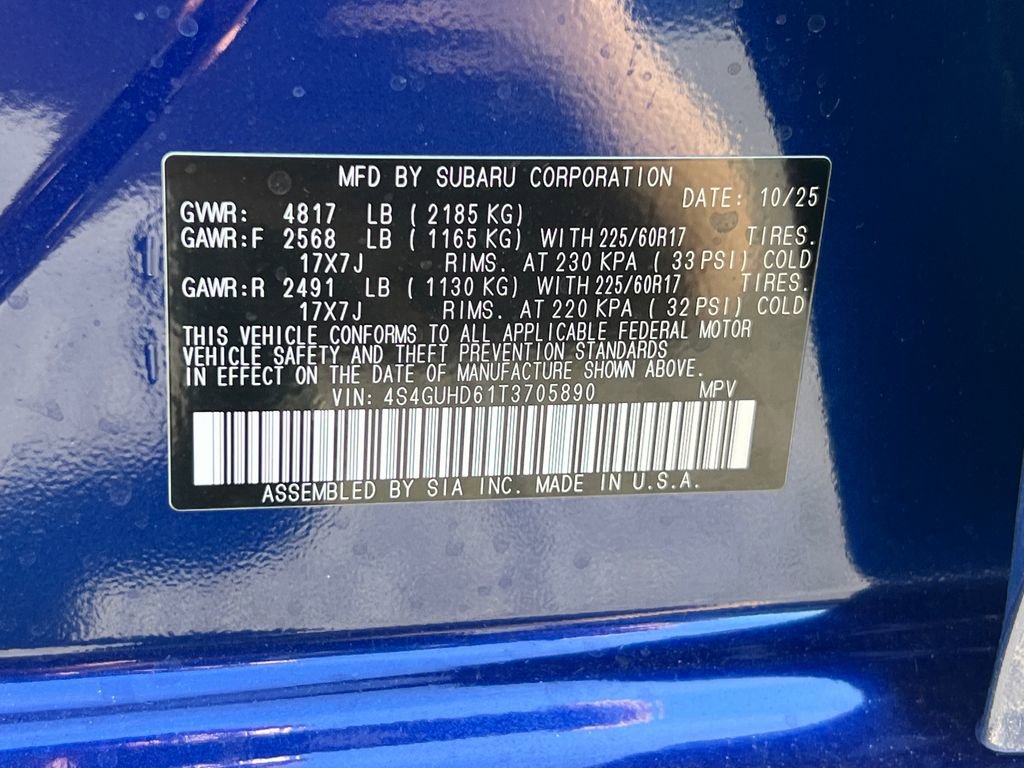 MFD BY SUBARU CORPORATION
DATE: 10/25
GVWR: 4817 LB ( 2185 KG)
GAWR:F 2568 LB ( 1165 KG) WITH 225/60R17 TIRES.
17X7J RIMS. AT 230 KPA ( 33 PSI) COLD
GAWR:R 2491 LB ( 1130 KG) WITH 225/60R17 TIRES.
17X7J RIMS. AT 220 KPA ( 32 PSI) COLD
THIS VEHICLE CONFORMS TO ALL APPLICABLE FEDERAL MOTOR
VEHICLE SAFETY AND THEFT PREVENTION STANDARDS
IN EFFECT ON THE DATE OF MANUFACTURE SHOWN ABOVE.
VIN: 4S4GUHD61T3705890 MPV
ASSEMBLED BY SIA INC. MADE IN U.S.A.